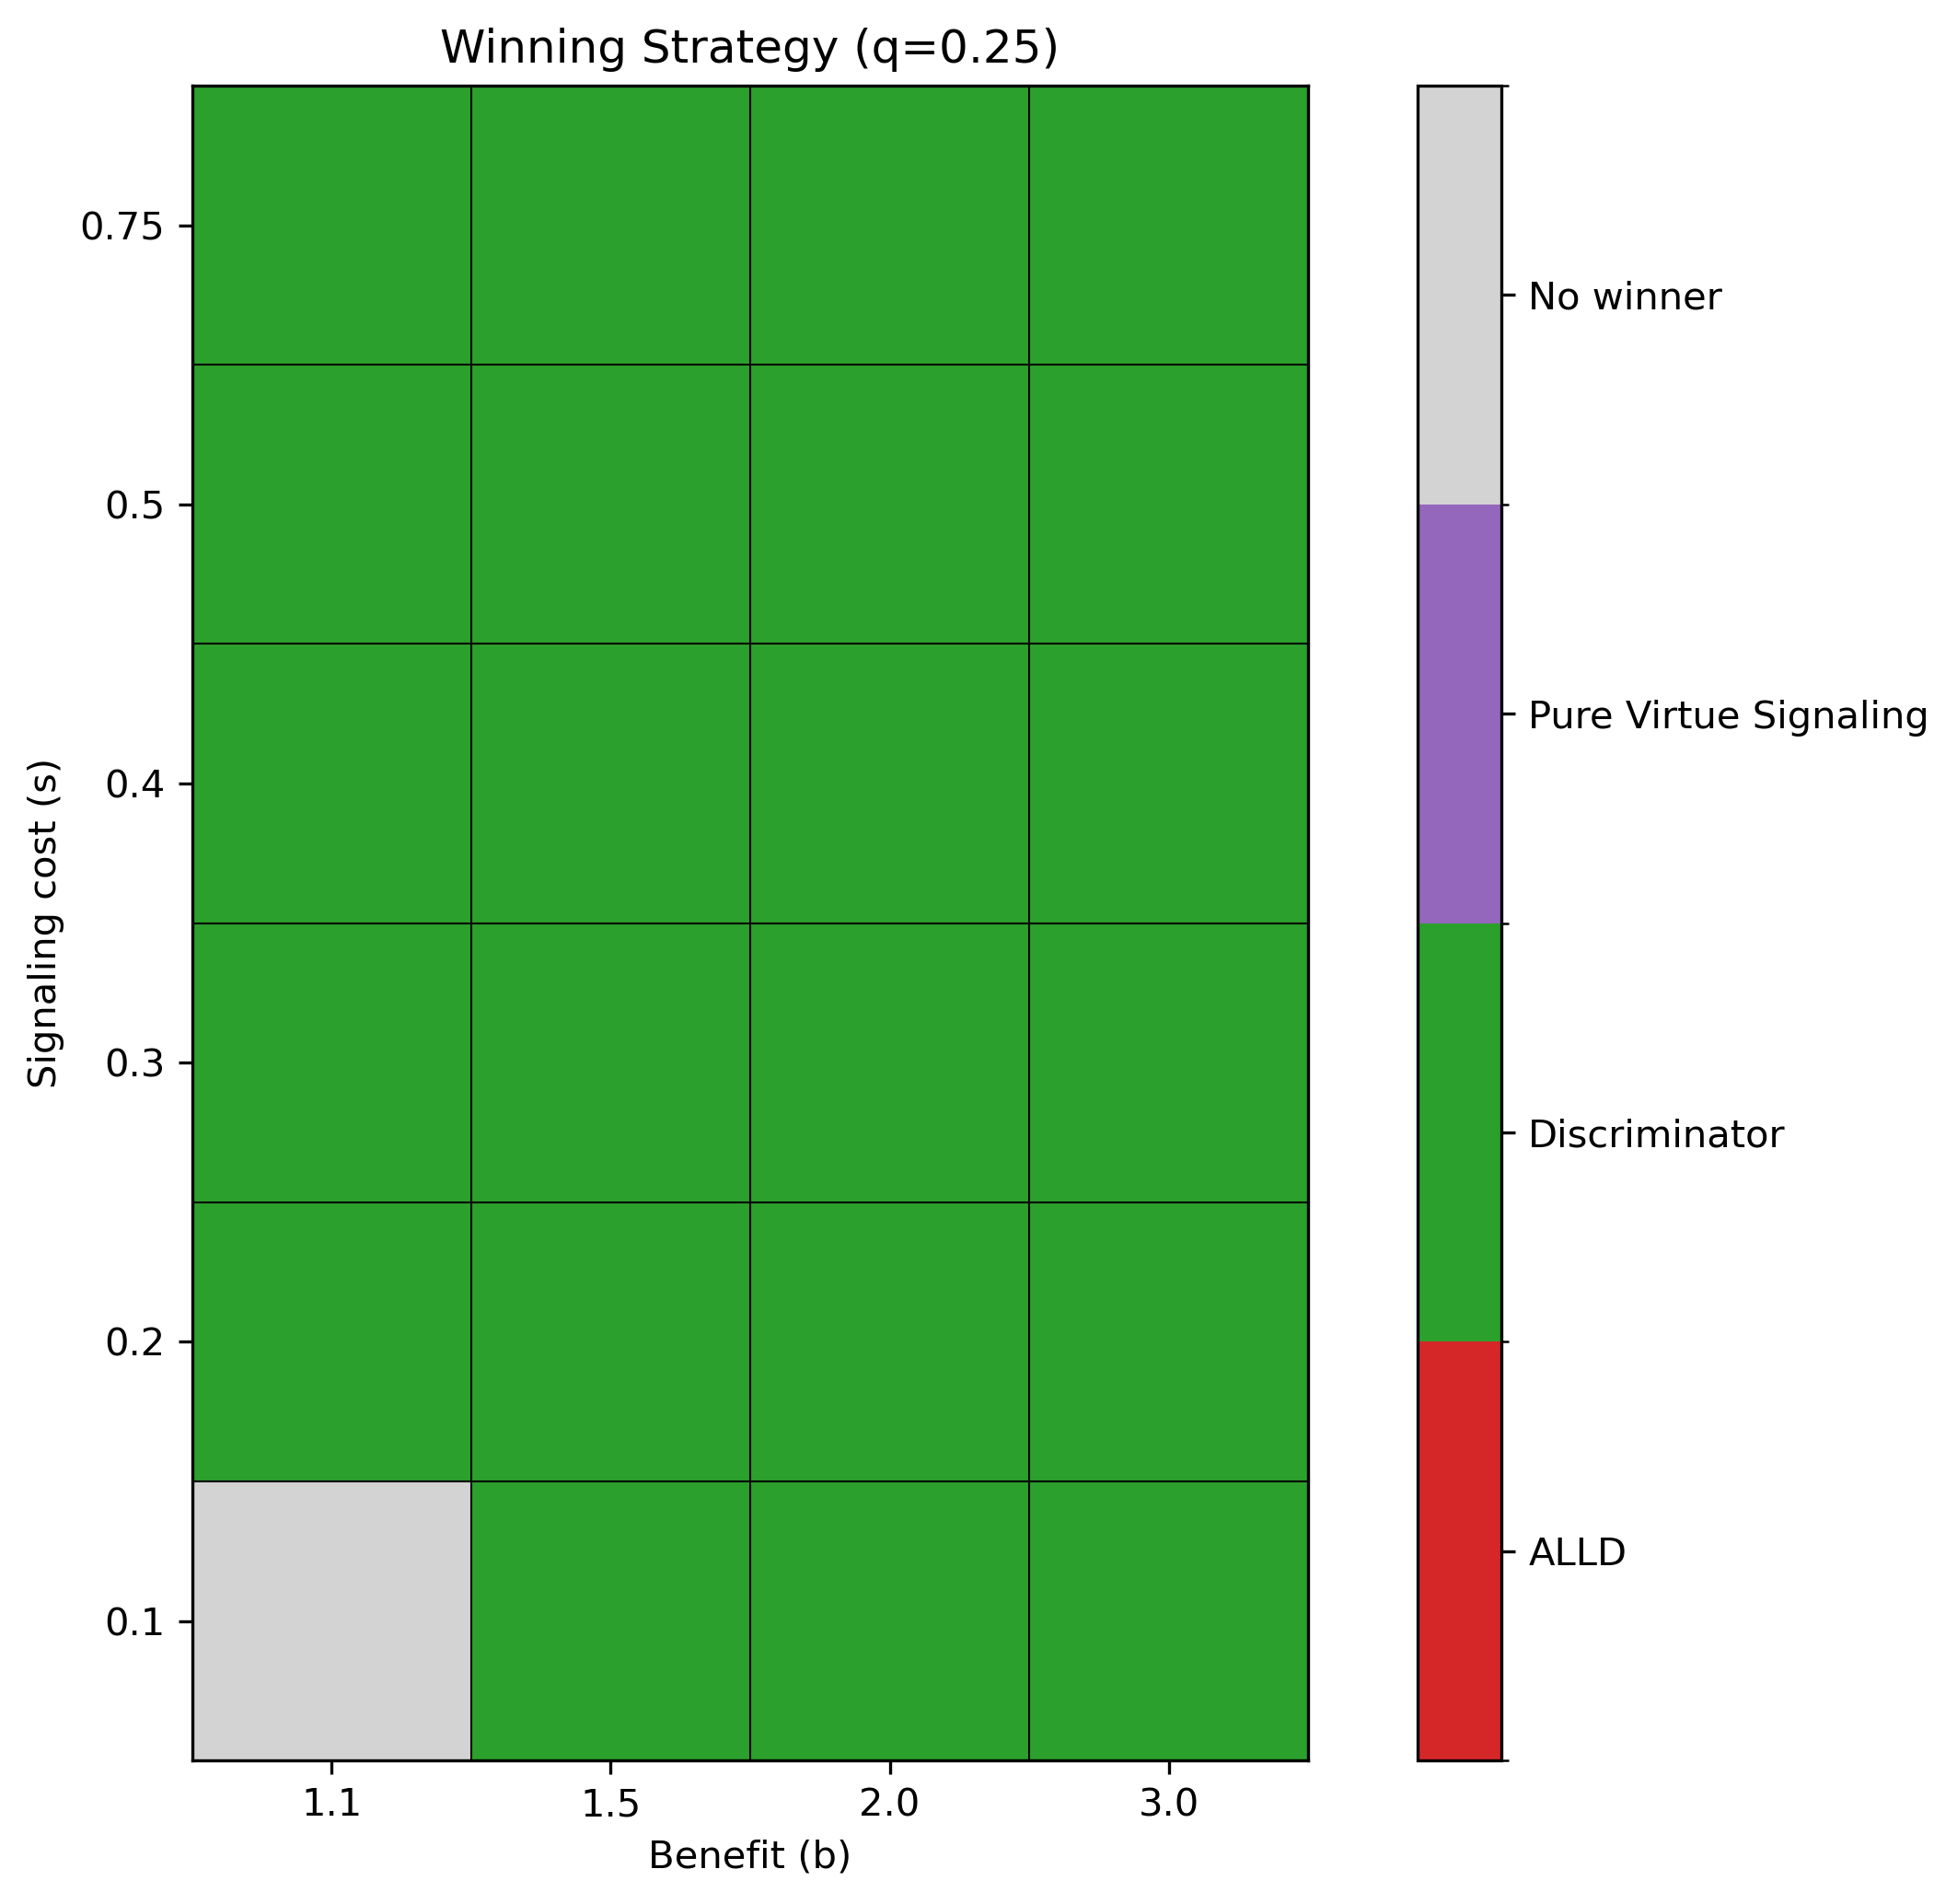 Winning Strategy (q=0.25)
Signaling cost (s)
0.75
0.5
0.4
0.3
0.2
0.1
1.1
1.5
2.0
3.0
Benefit (b)
No winner
Pure Virtue Signaling
Discriminator
ALLD